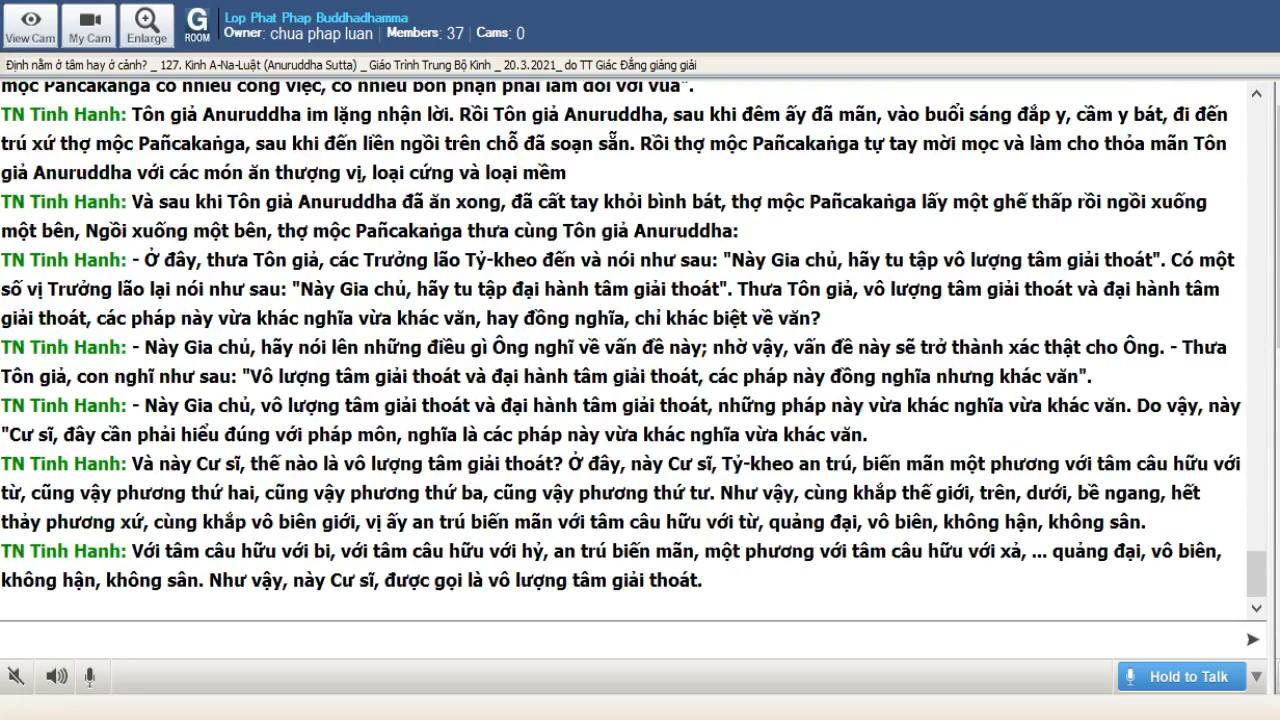 Lop Phat Phap Buddhadhamma
Owner: chua phap luan | Members: 37 | Cams: 0
View Cam
My Cam
Enlarge
G
ROOM
Định nằm ở tâm hay ở cảnh? _ 127. Kinh A-Na-Luật (Anuruddha Sutta) _ Giáo Trình Trung Bộ Kinh _ 20.3.2021_ do TT Giác Đẳng giảng giải
mộc Pañcakaṅga có nhiều công việc, có nhiều bổn phận phải làm đối với vua".
TN Tinh Hanh: Tôn giả Anuruddha im lặng nhận lời. Rồi Tôn giả Anuruddha, sau khi đêm ấy đã mãn, vào buổi sáng đắp y, cầm y bát, đi đến
trú xứ thợ mộc Pañcakaṅga, sau khi đến liền ngồi trên chỗ đã soạn sẵn. Rồi thợ mộc Pañcakaṅga tự tay mời mọc và làm cho thỏa mãn Tôn
giả Anuruddha với các món ăn thượng vị, loại cứng và loại mềm
TN Tinh Hanh: Và sau khi Tôn giả Anuruddha đã ăn xong, đã cất tay khỏi bình bát, thợ mộc Pañcakaṅga lấy một ghế thấp rồi ngồi xuống
một bên, Ngồi xuống một bên, thợ mộc Pañcakaṅga thưa cùng Tôn giả Anuruddha:
TN Tinh Hanh: - Ở đây, thưa Tôn giả, các Trưởng lão Tỷ-kheo đến và nói như sau: "Này Gia chủ, hãy tu tập vô lượng tâm giải thoát". Có một
số vị Trưởng lão lại nói như sau: "Này Gia chủ, hãy tu tập đại hành tâm giải thoát". Thưa Tôn giả, vô lượng tâm giải thoát và đại hành tâm
giải thoát, các pháp này vừa khác nghĩa vừa khác văn, hay đồng nghĩa, chỉ khác biệt về văn?
TN Tinh Hanh: - Này Gia chủ, hãy nói lên những điều gì Ông nghĩ về vấn đề này; nhờ vậy, vấn đề này sẽ trở thành xác thật cho Ông. - Thưa
Tôn giả, con nghĩ như sau: "Vô lượng tâm giải thoát và đại hành tâm giải thoát, các pháp này đồng nghĩa nhưng khác văn".
TN Tinh Hanh: - Này Gia chủ, vô lượng tâm giải thoát và đại hành tâm giải thoát, những pháp này vừa khác nghĩa vừa khác văn. Do vậy, này
"Cư sĩ, đây cần phải hiểu đúng với pháp môn, nghĩa là các pháp này vừa khác nghĩa vừa khác văn.
TN Tinh Hanh: Và này Cư sĩ, thế nào là vô lượng tâm giải thoát? Ở đây, này Cư sĩ, Tỷ-kheo an trú, biến mãn một phương với tâm câu hữu với
từ, cũng vậy phương thứ hai, cũng vậy phương thứ ba, cũng vậy phương thứ tư. Như vậy, cùng khắp thế giới, trên, dưới, bề ngang, hết
thảy phương xứ, cùng khắp vô biên giới, vị ấy an trú biến mãn với tâm câu hữu với từ, quảng đại, vô biên, không hận, không sân.
TN Tinh Hanh: Với tâm câu hữu với bi, với tâm câu hữu với hỷ, an trú biến mãn, một phương với tâm câu hữu với xả, ... quảng đại, vô biên,
không hận, không sân. Như vậy, này Cư sĩ, được gọi là vô lượng tâm giải thoát.
Hold to Talk